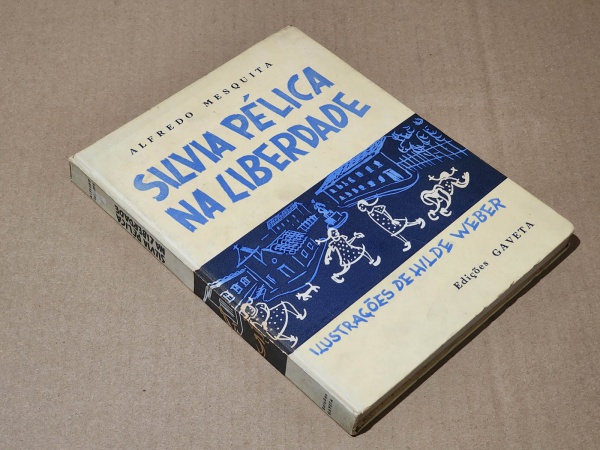 ALFREDO MESQUITA
SILVIA PÉLICA
NA LIBERDADE
ILUSTRAÇÕES DE HILDE WEBER
Edições GAVETA